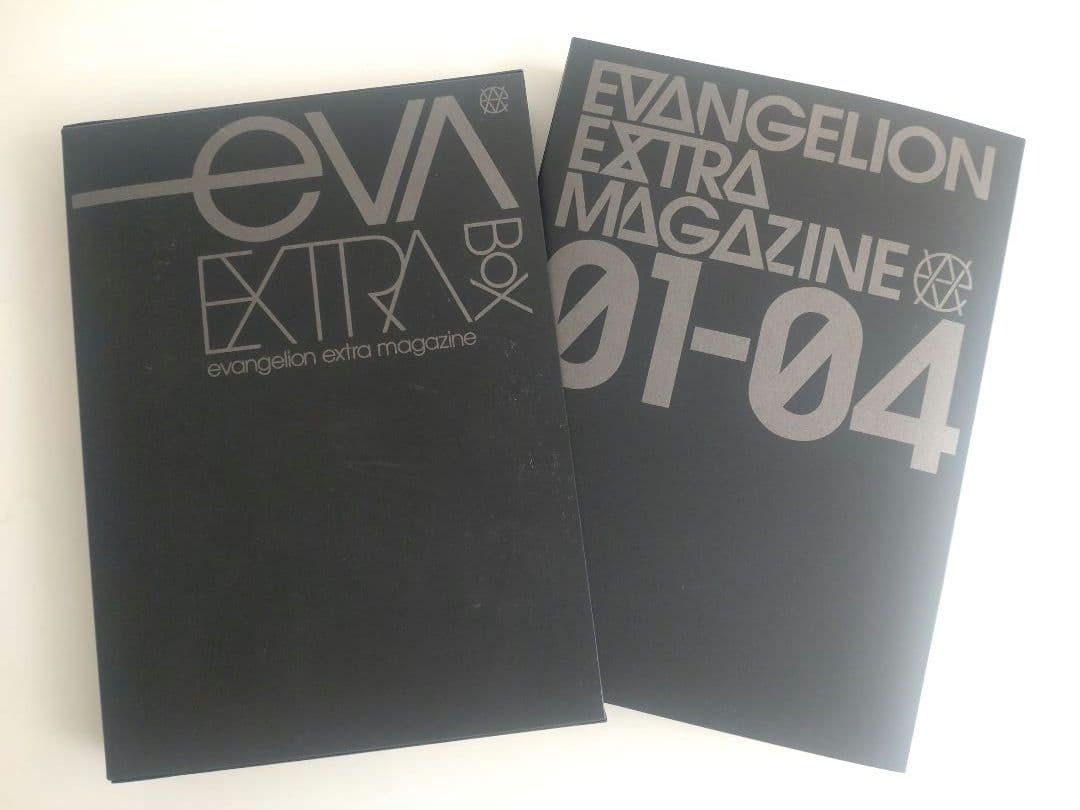 eVA
EXTRA
BOX
evangelion extra magazine
EVANGELION
EXTRA
MAGAZINE
01-04